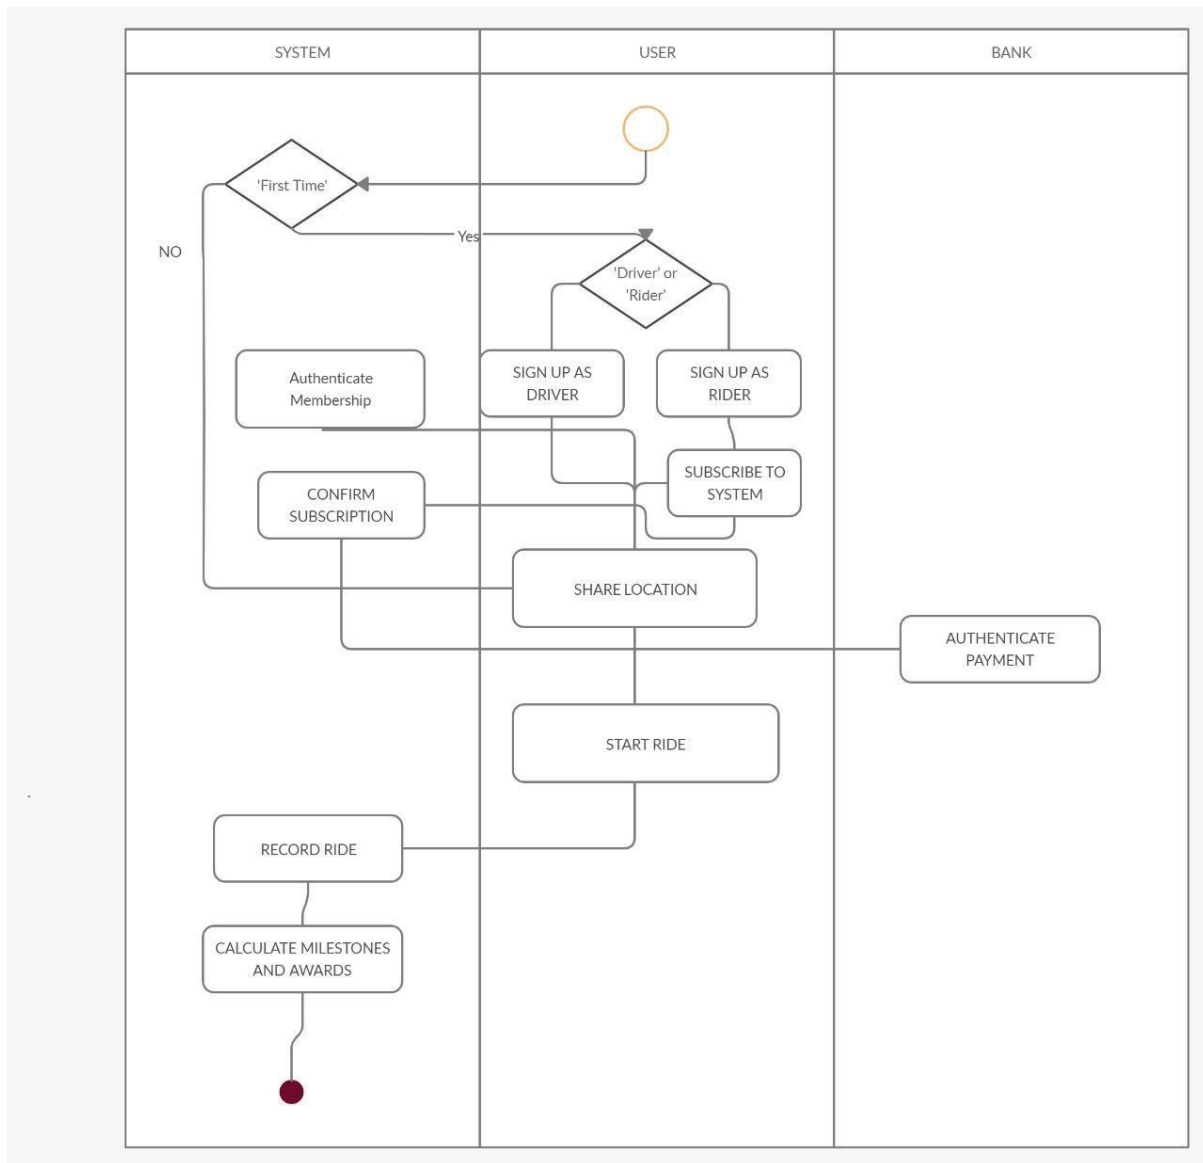 SYSTEM
USER
BANK
'First Time'
Yes
NO
'Driver' or
'Rider'
Authenticate
Membership
SIGN UP AS
DRIVER
SIGN UP AS
RIDER
SUBSCRIBE TO
SYSTEM
CONFIRM
SUBSCRIPTION
SHARE LOCATION
AUTHENTICATE
PAYMENT
START RIDE
RECORD RIDE
CALCULATE MILESTONES
AND AWARDS